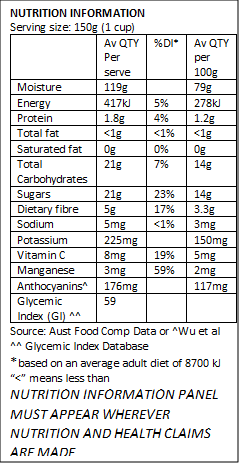 NUTRITION INFORMATION
Serving size: 150g (1 cup)
Av QTY Per serve %DI* Av QTY per 100g
Moisture 119g 79g
Energy 417kJ 5% 278kJ
Protein 1.8g 4% 1.2g
Total fat <1g <1% <1g
Saturated fat 0g 0% 0g
Total Carbohydrates 21g 7% 14g
Sugars 21g 23% 14g
Dietary fibre 5g 17% 3.3g
Sodium 5mg <1% 3mg
Potassium 225mg 150mg
Vitamin C 8mg 19% 5mg
Manganese 3mg 59% 2mg
Anthocyanins^ 176mg 117mg
Glycemic Index (GI) ^^ 59
Source: Aust Food Comp Data or ^Wu et al
^^ Glycemic Index Database
*based on an average adult diet of 8700 kJ
"<" means less than
NUTRITION INFORMATION PANEL
MUST APPEAR WHEREVER
NUTRITION AND HEALTH CLAIMS
ARE MADE